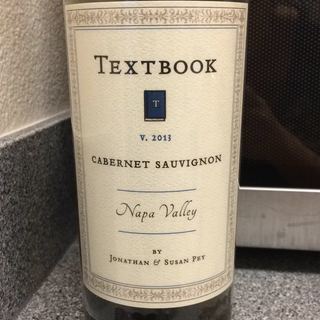 TEXTBOOK
T
V. 2013
CABERNET SAUVIGNON
Napa Valley
BY
JONATHAN & SUSAN PEY